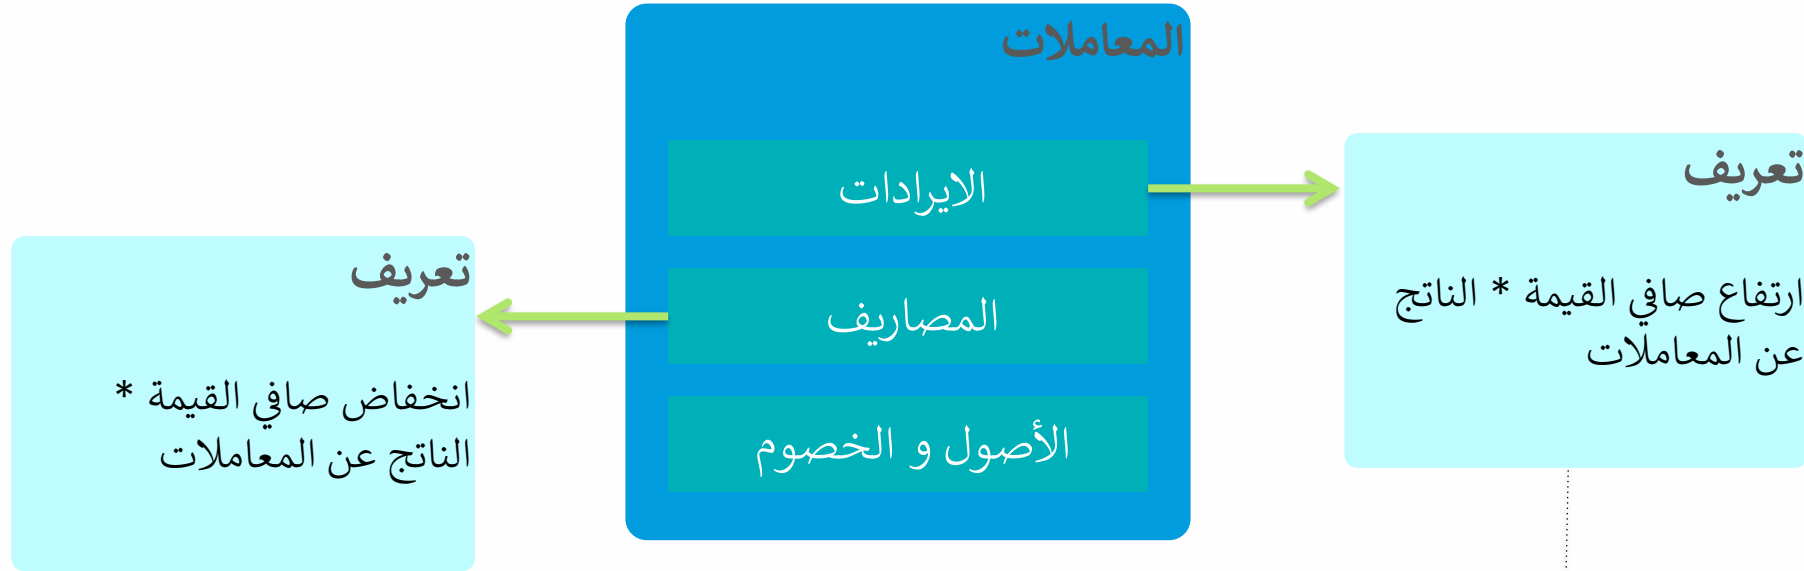 المعاملات
الايرادات
المصاريف
الأصول و الخصوم
تعريف
ارتفاع صافي القيمة * الناتج
عن المعاملات
تعريف
انخفاض صافي القيمة *
الناتج عن المعاملات